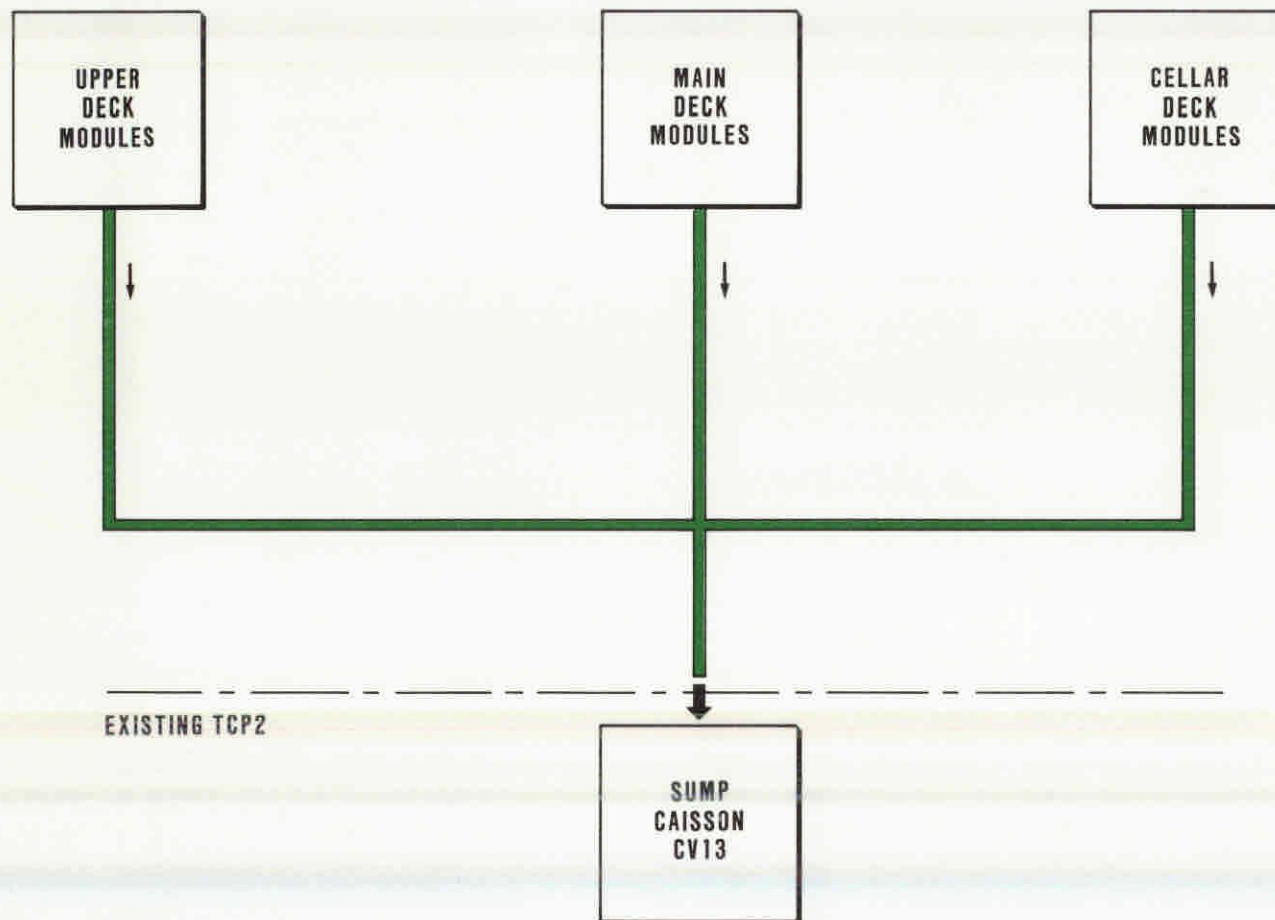 UPPER
DECK
MODULES
MAIN
DECK
MODULES
CELLAR
DECK
MODULES
EXISTING TCP2
SUMP
CAISSON
CV13